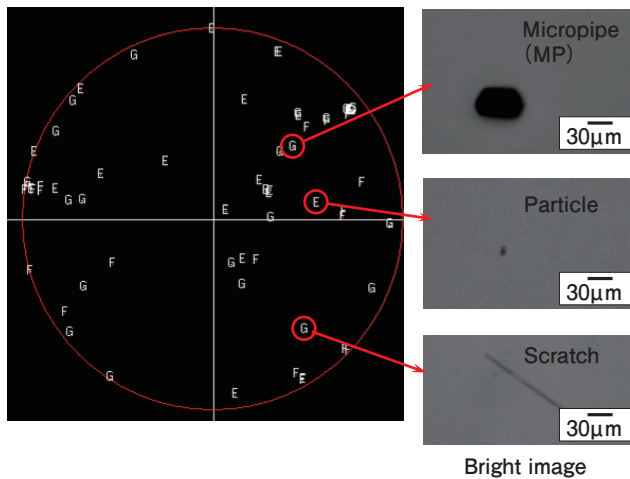 E
G E
Micropipe
(MP)
E
G E
G F
30μm
G
E G
E
E
E F
E
G G E
Particle
E
G G
F G E F
F
30μm
G G G
F
G G
Scratch
G F E
E
30μm
Bright image